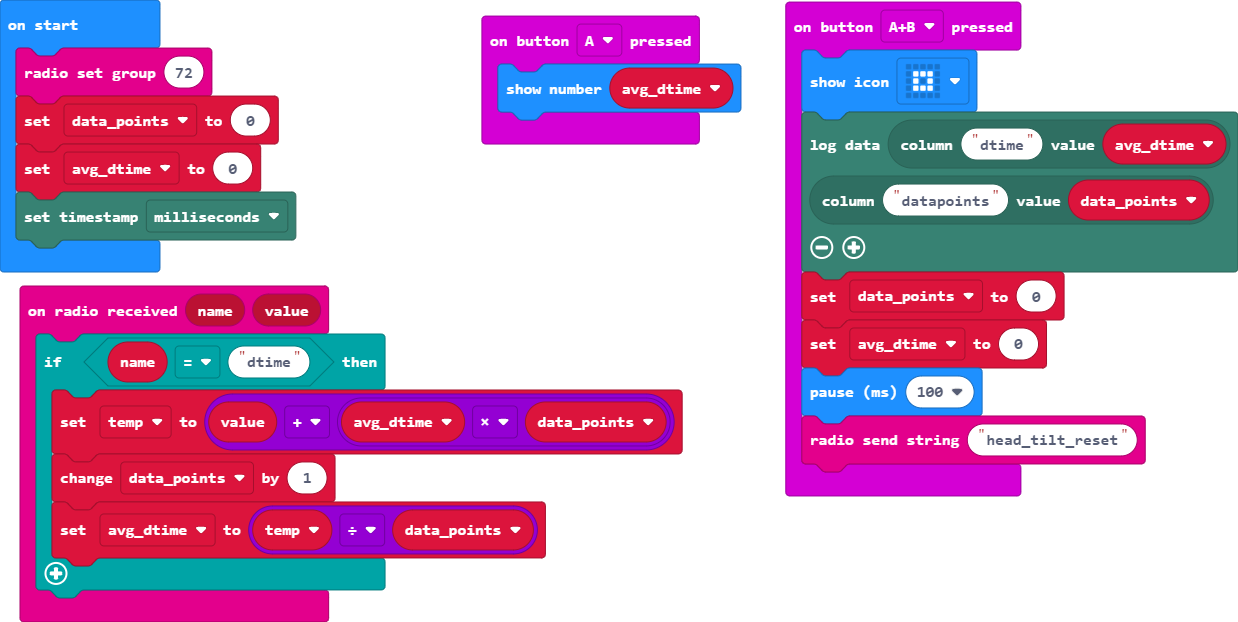 on start
radio set group 72
set data_points to 0
set avg_dtime to 0
set timestamp milliseconds
on button A pressed
show number avg_dtime
on button A+B pressed
show icon
log data column "dtime" value avg_dtime
column "datapoints" value data_points
set data_points to 0
set avg_dtime to 0
pause (ms) 100
radio send string "head_tilt_reset"
on radio received name value
if name = "dtime" then
set temp to value + avg_dtime × data_points
change data_points by 1
set avg_dtime to temp ÷ data_points